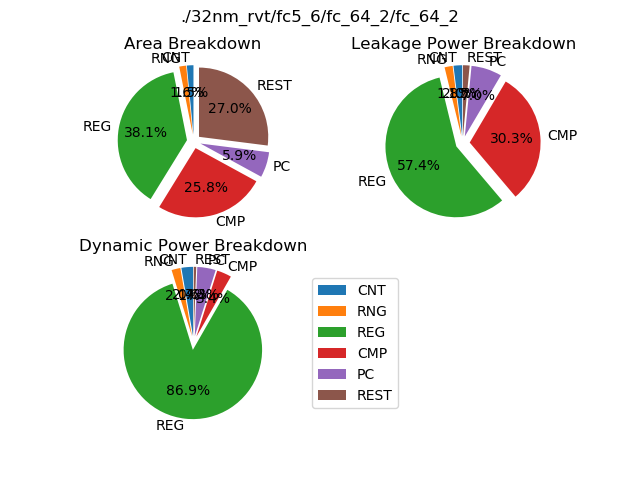 ./32nm_rvt/fc5_6/fc_64_2/fc_64_2
Area Breakdown
CNT
RNG
REG
CMP
PC
REST
38.1%
25.8%
5.9%
27.0%
Leakage Power Breakdown
CNT
RNG
REG
CMP
PC
REST
57.4%
30.3%
Dynamic Power Breakdown
CNT
RNG
REG
CMP
PC
REST
86.9%
CNT
RNG
REG
CMP
PC
REST